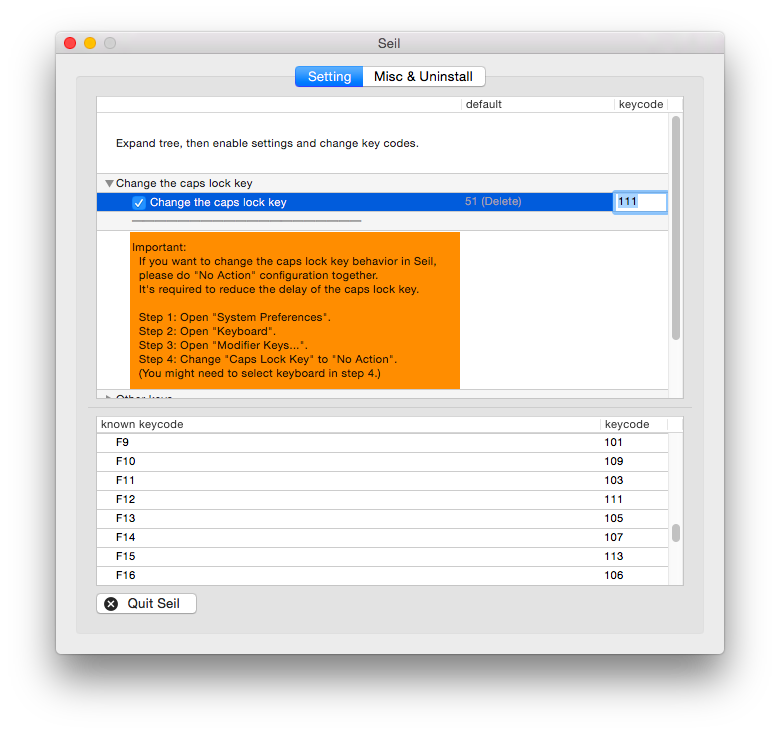 Seil
Setting Misc & Uninstall
default keycode
Expand tree, then enable settings and change key codes.
Change the caps lock key
Change the caps lock key 51 (Delete) 111
Important:
If you want to change the caps lock key behavior in Seil,
please do "No Action" configuration together.
It's required to reduce the delay of the caps lock key.
Step 1: Open "System Preferences".
Step 2: Open "Keyboard".
Step 3: Open "Modifier Keys...".
Step 4: Change "Caps Lock Key" to "No Action".
(You might need to select keyboard in step 4.)
Other keys
known keycode keycode
F9 101
F10 109
F11 103
F12 111
F13 105
F14 107
F15 113
F16 106
Quit Seil